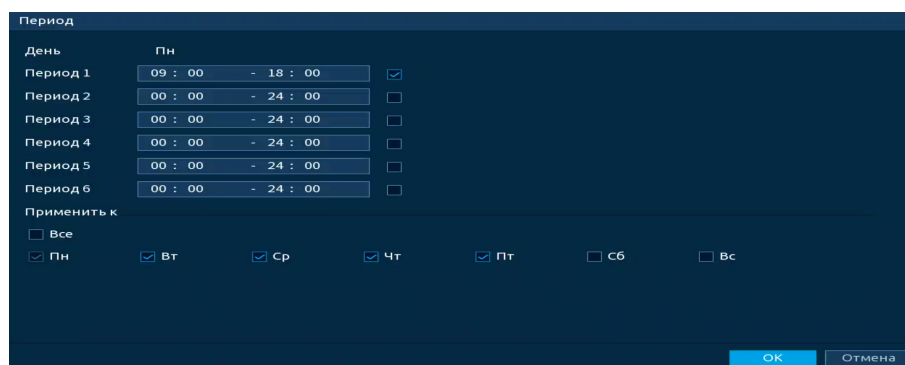 Период
День Пн
Период 1 09 : 00 - 18 : 00
Период 2 00 : 00 - 24 : 00
Период 3 00 : 00 - 24 : 00
Период 4 00 : 00 - 24 : 00
Период 5 00 : 00 - 24 : 00
Период 6 00 : 00 - 24 : 00
Применить к
Все
Пн Вт Ср Чт Пт Сб Вс
ОК Отмена